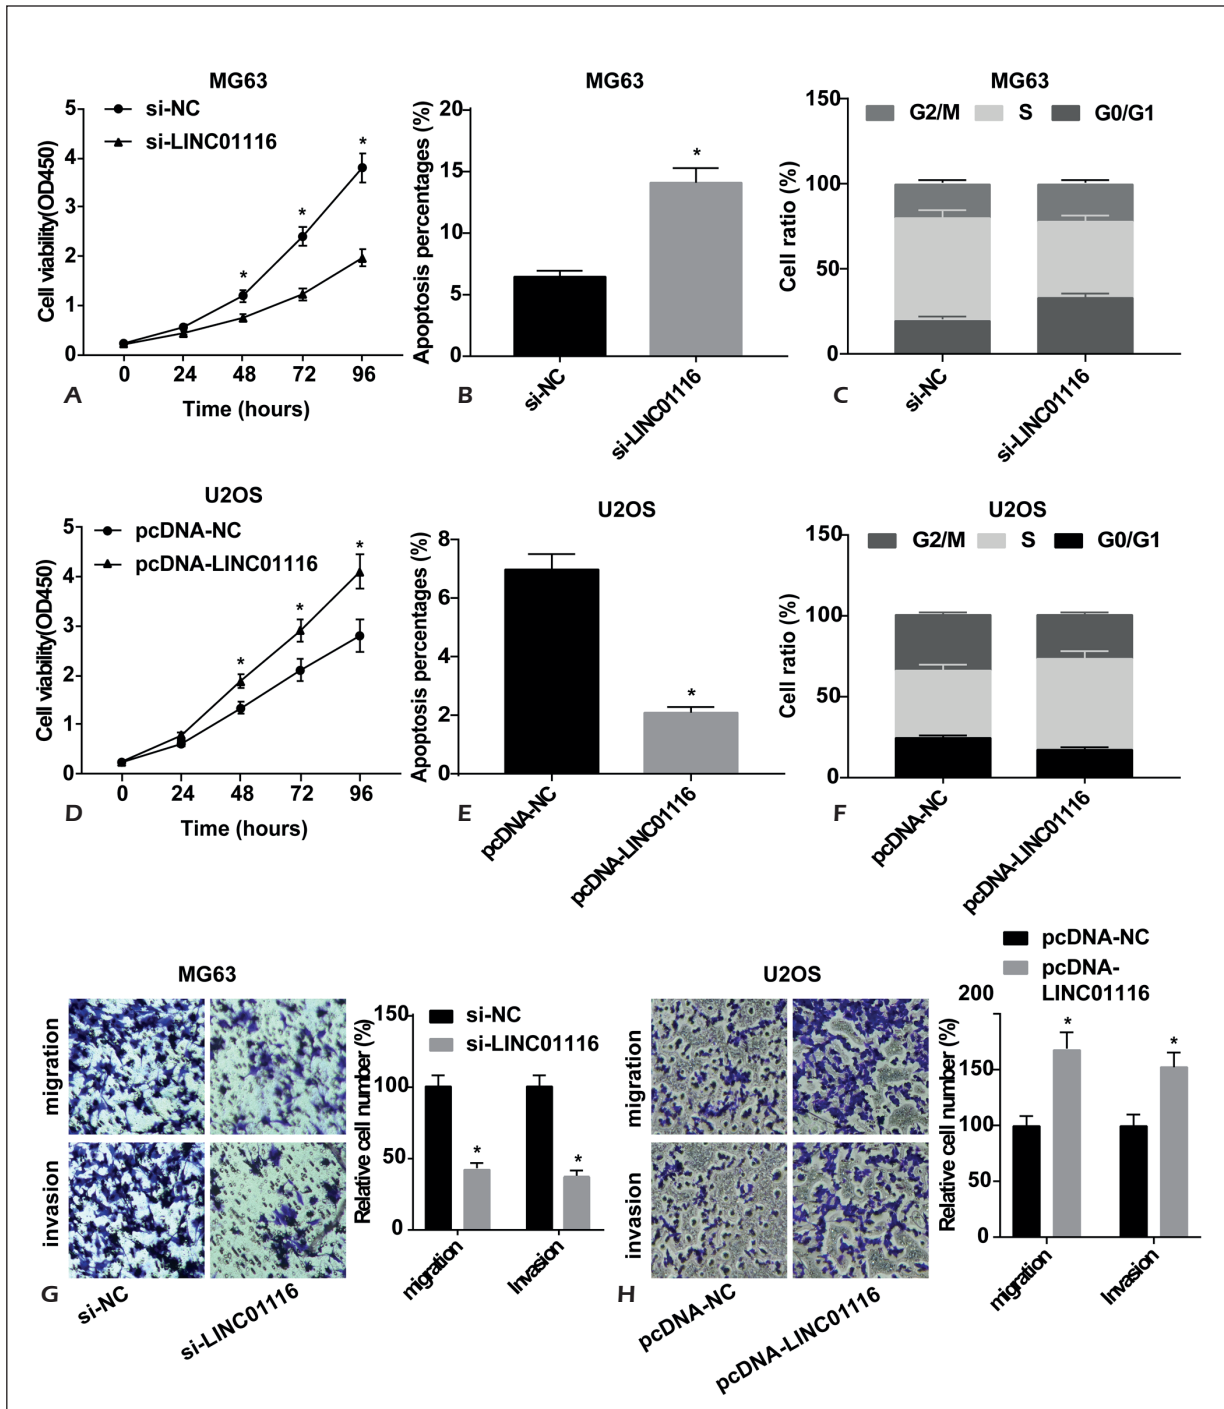 MG63
si-NC
si-LINC01116
Cell viability(OD450)
5
4
3
2
1
0
* * *
0 24 48 72 96
Time (hours)
A
MG63
Apoptosis percentages (%)
20
15
10
5
0
*
si-NC
si-LINC01116
B
MG63
G2/M S G0/G1
Cell ratio (%)
150
100
50
0
si-NC
si-LINC01116
C
U2OS
pcDNA-NC
pcDNA-LINC01116
Cell viability(OD450)
5
4
3
2
1
0
* * *
0 24 48 72 96
Time (hours)
D
U2OS
Apoptosis percentages (%)
8
6
4
2
0
*
pcDNA-NC
pcDNA-LINC01116
E
U2OS
G2/M S G0/G1
Cell ratio (%)
150
100
50
0
pcDNA-NC
pcDNA-LINC01116
F
MG63
migration
invasion
si-NC
si-LINC01116
G
si-NC
si-LINC01116
Relative cell number (%)
150
100
50
0
* *
migration
Invasion
U2OS
migration
invasion
pcDNA-NC
pcDNA-LINC01116
H
pcDNA-NC
pcDNA-
LINC01116
Relative cell number (%)
200
150
100
50
0
* *
migration
Invasion